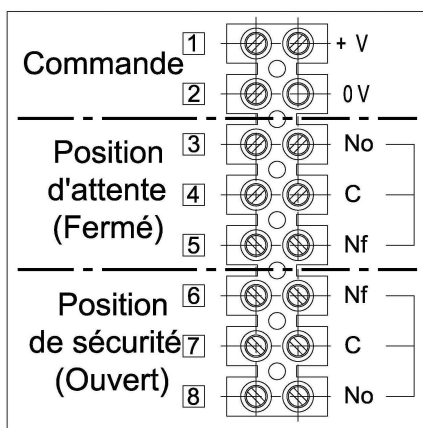 1 + V
Commande
2 0 V
3 No
Position
d'attente 4 C
(Fermé)
5 Nf
6 Nf
Position
de sécurité 7 C
(Ouvert)
8 No